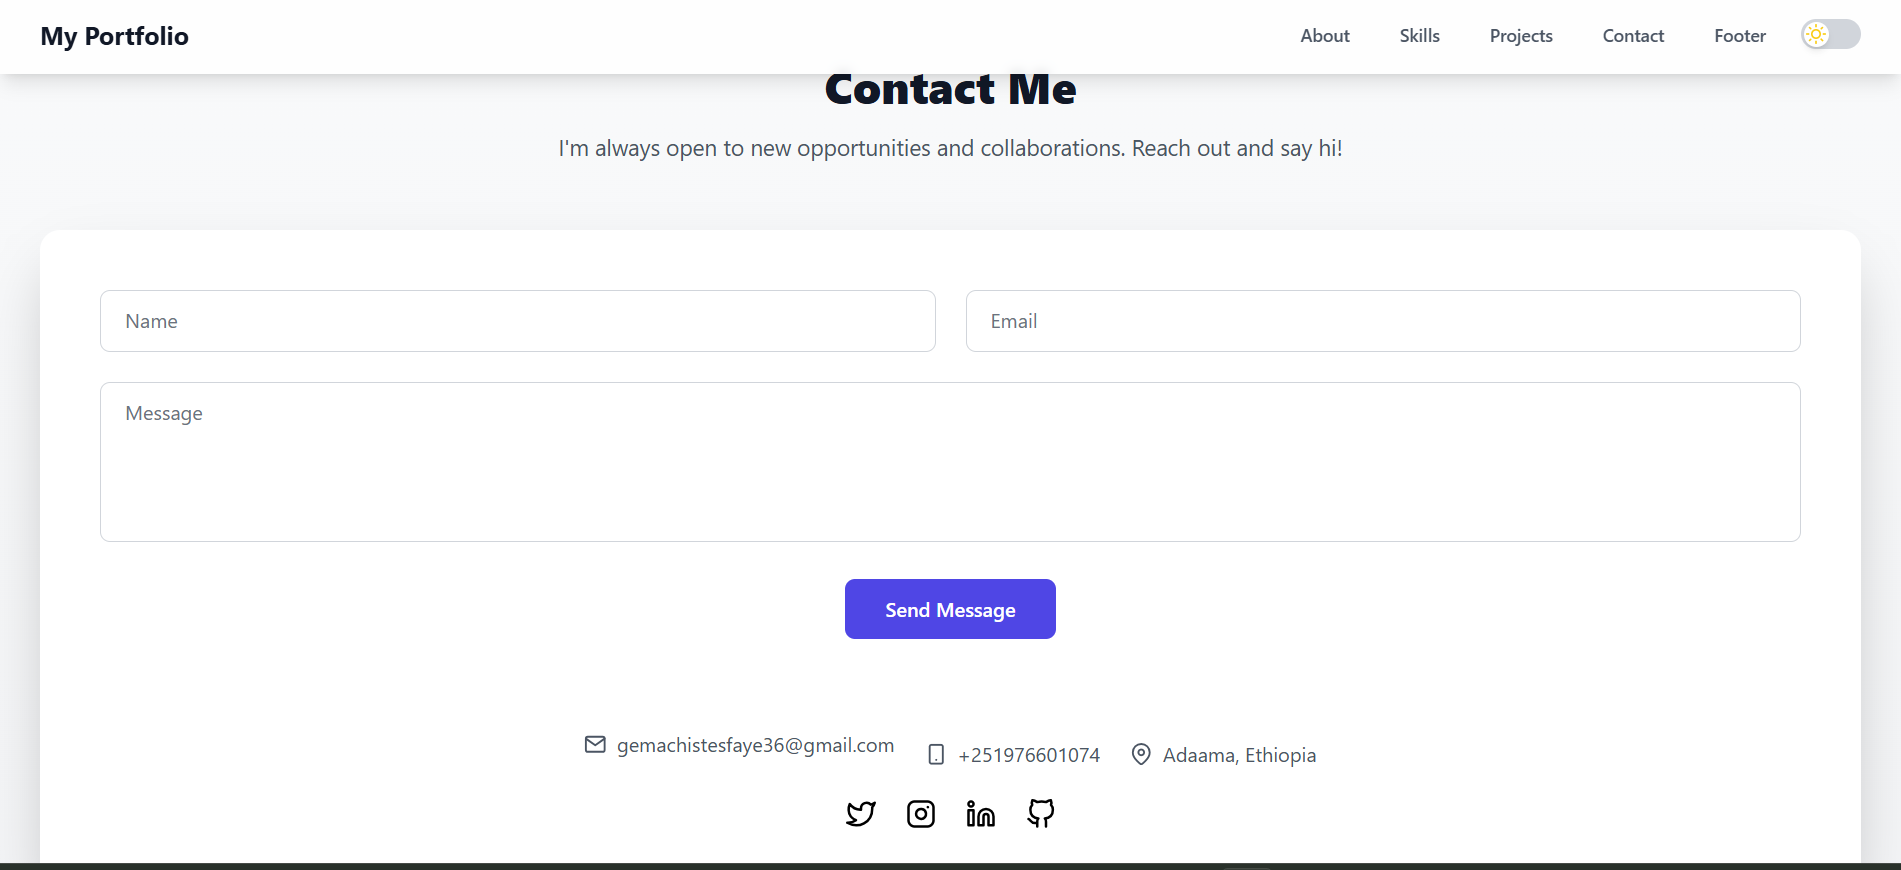 My Portfolio About Skills Projects Contact Footer
Contact Me
I'm always open to new opportunities and collaborations. Reach out and say hi!
Name Email
Message
Send Message
gemachistesfaye36@gmail.com +251976601074 Adaama, Ethiopia